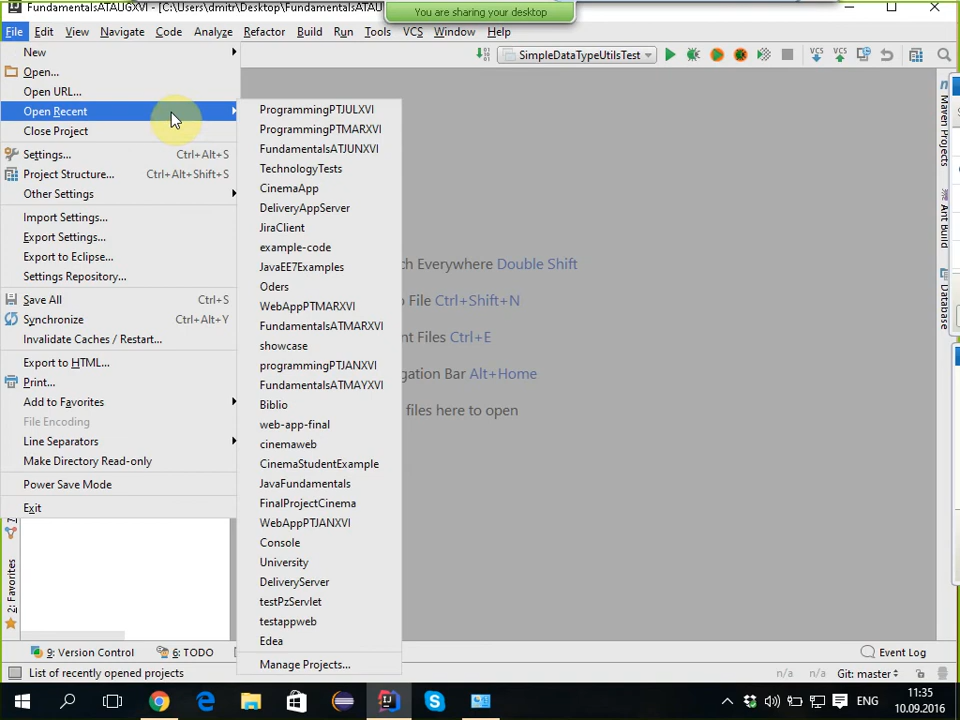 FundamentalsATAUGXVI - [C:\Users\dmitr\Desktop\FundamentalsATAU
You are sharing your desktop
File Edit View Navigate Code Analyze Refactor Build Run Tools VCS Window Help
New
Open...
SimpleDataTypeUtilsTest
VCS VCS
Open URL...
Open Recent
Close Project
Settings... Ctrl+Alt+S
Project Structure... Ctrl+Alt+Shift+S
Other Settings
Import Settings...
Export Settings...
Export to Eclipse...
Settings Repository...
Save All Ctrl+S
Synchronize Ctrl+Alt+Y
Invalidate Caches / Restart...
Export to HTML...
Print...
Add to Favorites
File Encoding
Line Separators
Make Directory Read-only
Power Save Mode
Exit
ProgrammingPTJULXVI
ProgrammingPTMARXVI
FundamentalsATJUNXVI
TechnologyTests
CinemaApp
DeliveryAppServer
JiraClient
example-code
JavaEE7Examples
Oders
WebAppPTMARXVI
FundamentalsATMARXVI
showcase
programmingPTJANXVI
FundamentalsATMAYXVI
Biblio
web-app-final
cinemaweb
CinemaStudentExample
JavaFundamentals
FinalProjectCinema
WebAppPTJANXVI
Console
University
DeliveryServer
testPzServlet
testappweb
Edea
Manage Projects...
ch Everywhere Double Shift
o File Ctrl+Shift+N
nt Files Ctrl+E
gation Bar Alt+Home
files here to open
Maven Projects
Ant Build
Database
2: Favorites
9: Version Control
6: TODO
Event Log
List of recently opened projects
n/a n/a Git: master
ENG
11:35
10.09.2016